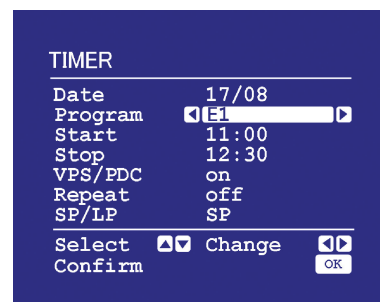 TIMER
Date 17/08
Program E1
Start 11:00
Stop 12:30
VPS/PDC on
Repeat off
SP/LP SP
Select Change
Confirm OK